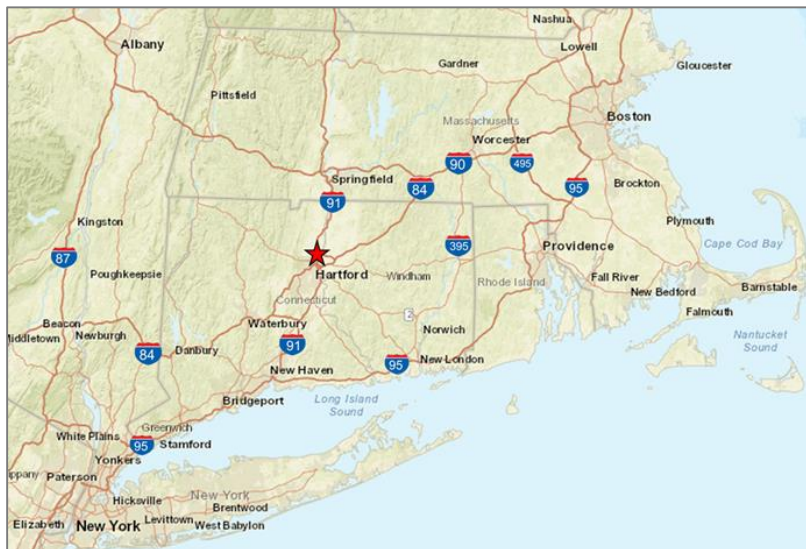 Nashua
Albany
Lowell
Gardner
Gloucester
Pittsfield
Massachusetts
Boston
Worcester
90
495
Springfield
84
95
Brockton
91
Kingston
Plymouth
395
Providence
Cape Cod Bay
87
Hartford
Windham
Poughkeepsie
Rhode Island
Fall River
Barnstable
New Bedford
Connecticut
Falmouth
2
Beacon
Waterbury
Norwich
Middletown
Newburgh
Nantucket
Sound
91
84
Danbury
New London
95
New Haven
Bridgeport
Long Island
Sound
Greenwich
White Plains
95
Stamford
Yonkers
ippany
Paterson
New York
Hicksville
Brentwood
Elizabeth
New York
Levittown
West Babylon